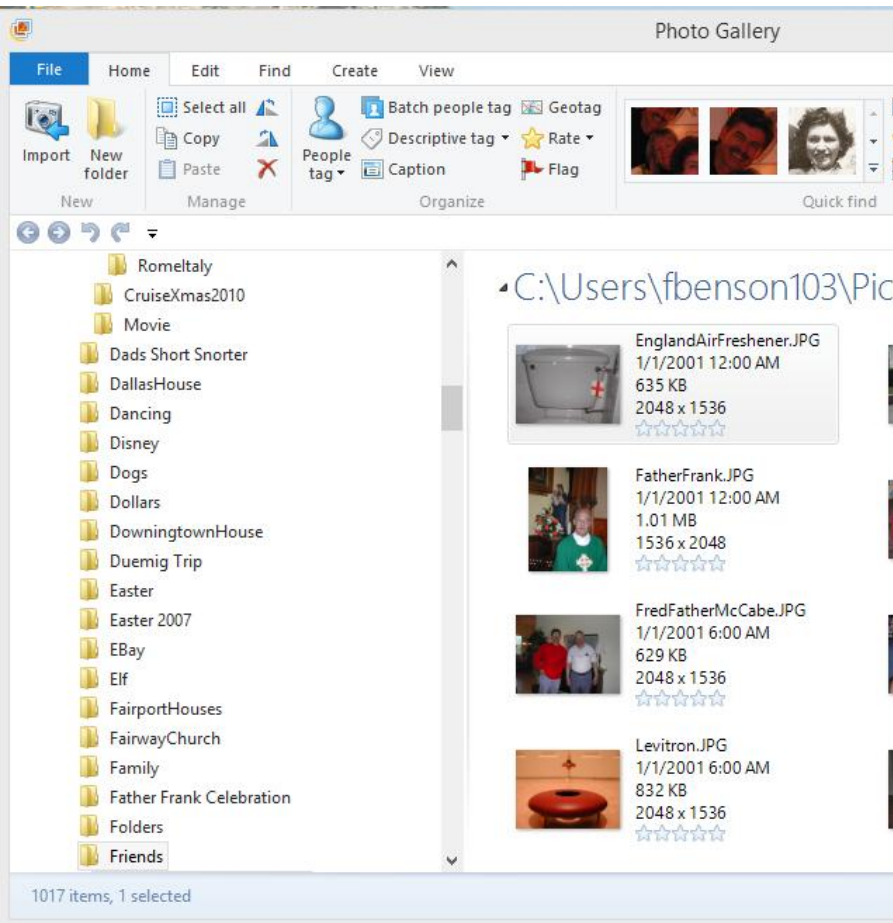 Photo Gallery
File Home Edit Find Create View
Import
New folder
New
Select all
Copy
Paste
Manage
People tag
Batch people tag
Descriptive tag
Caption
Geotag
Rate
Flag
Organize
Quick find
RomeItaly
CruiseXmas2010
Movie
Dads Short Snorter
DallasHouse
Dancing
Disney
Dogs
Dollars
DowningtownHouse
Duemig Trip
Easter
Easter 2007
EBay
Elf
FairportHouses
FairwayChurch
Family
Father Frank Celebration
Folders
Friends
C:\Users\fbenson103\Pic
EnglandAirFreshener.JPG
1/1/2001 12:00 AM
635 KB
2048 x 1536
FatherFrank.JPG
1/1/2001 12:00 AM
1.01 MB
1536 x 2048
FredFatherMcCabe.JPG
1/1/2001 6:00 AM
629 KB
2048 x 1536
Levitron.JPG
1/1/2001 6:00 AM
832 KB
2048 x 1536
1017 items, 1 selected